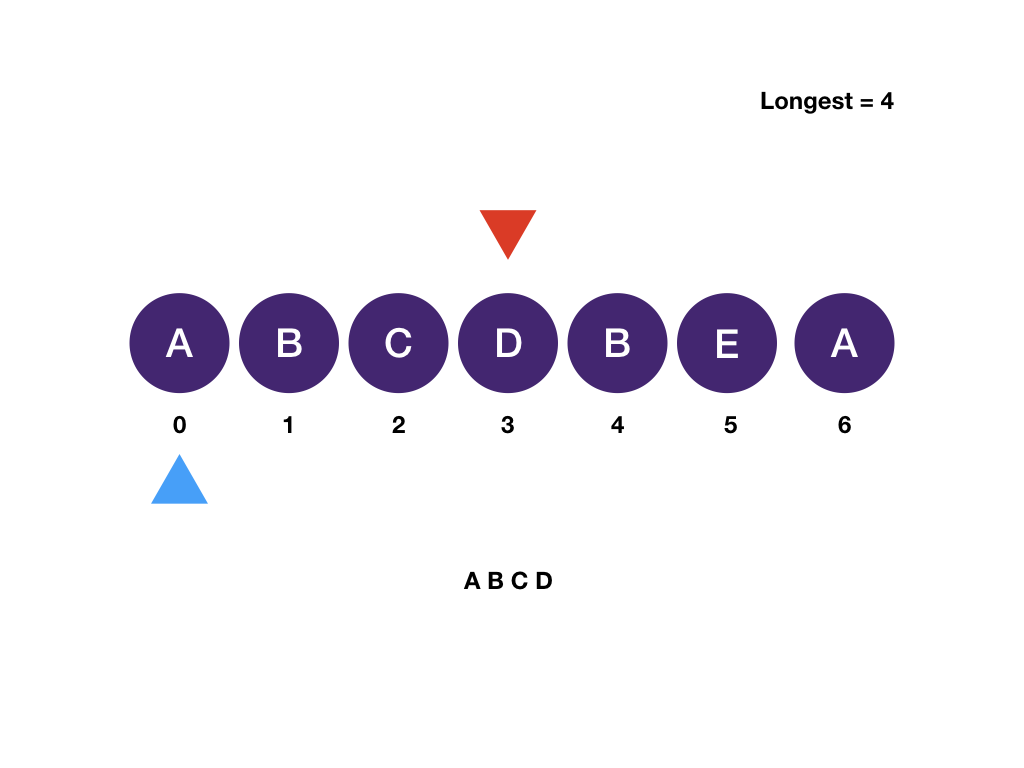 Longest = 4
A B C D B E A
0 1 2 3 4 5 6
A B C D